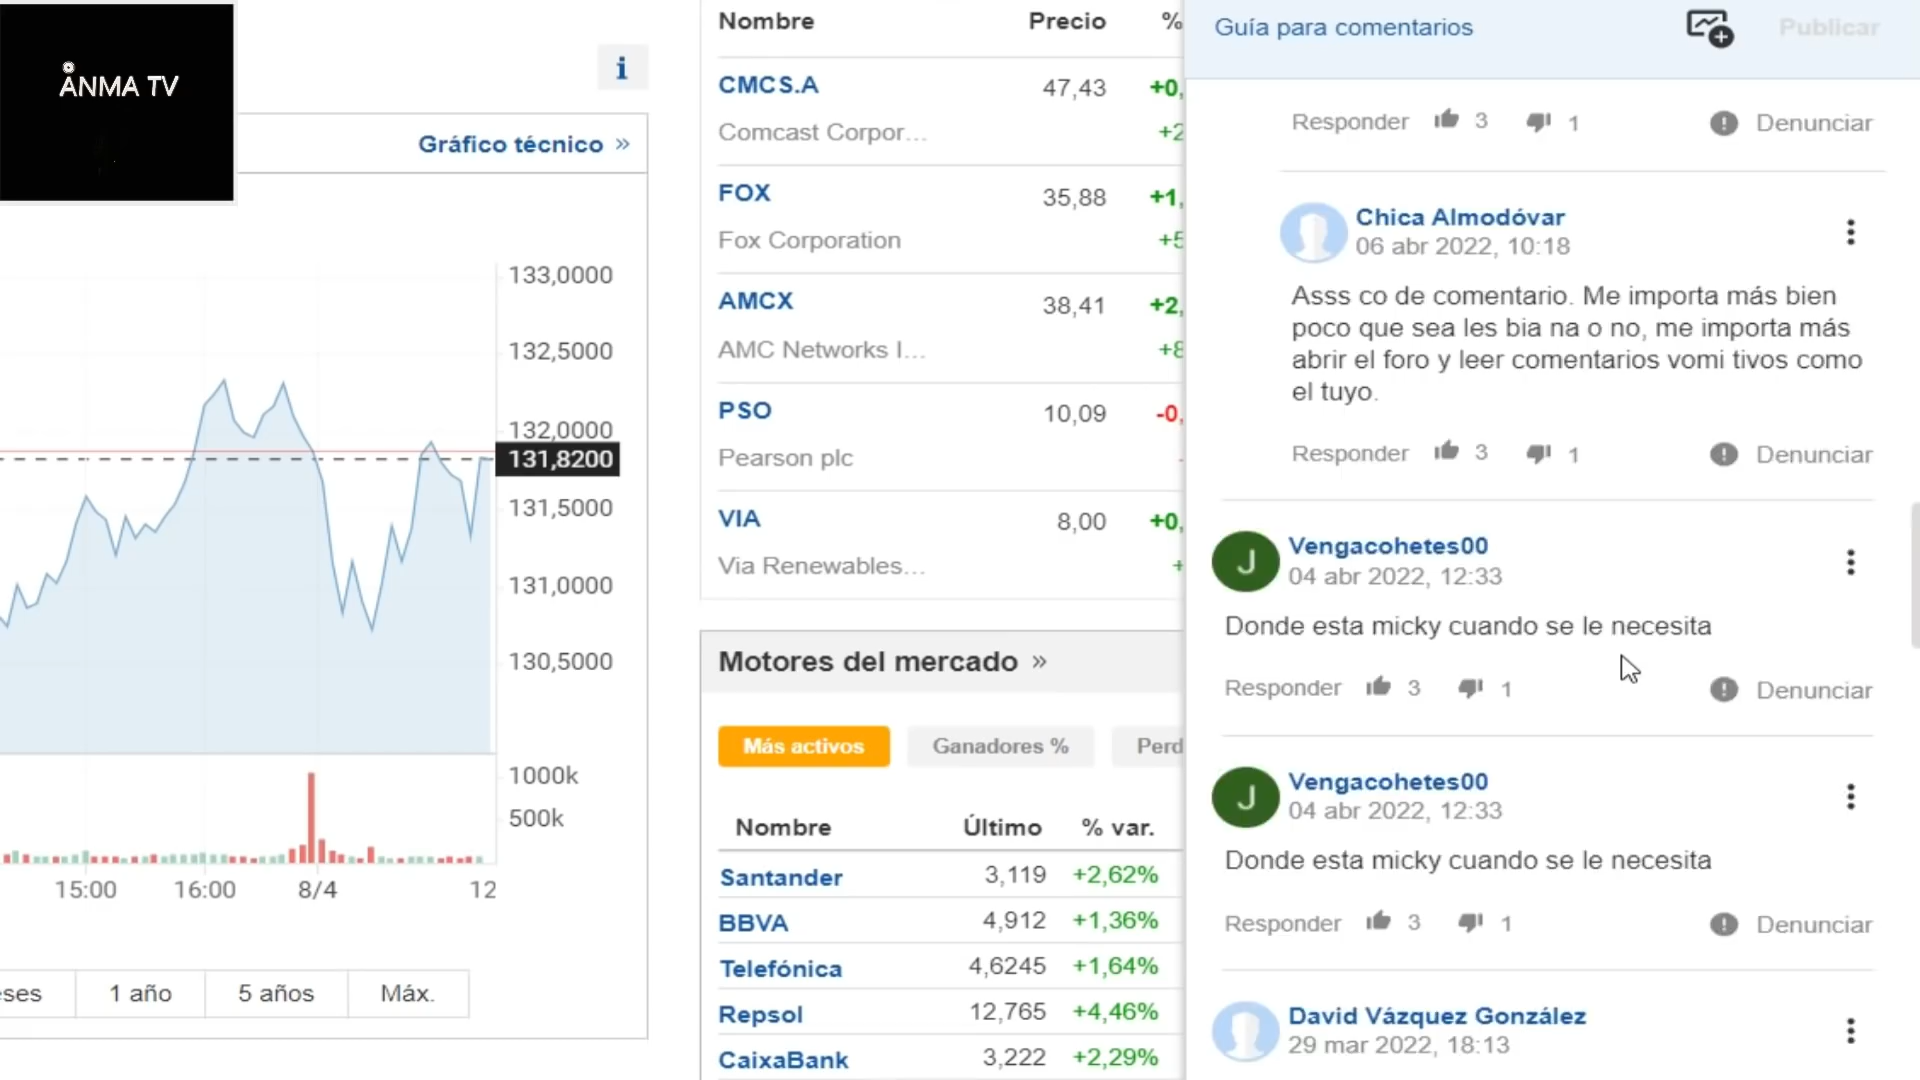 ANMA TV
i
Gráfico técnico »
133,0000
132,5000
132,0000
131,8200
131,5000
131,0000
130,5000
1000k
500k
15:00 16:00 8/4 12
1 año 5 años Máx.
Nombre Precio %
CMCS.A 47,43 +0,
Comcast Corpor... +2
FOX 35,88 +1,
Fox Corporation +5
AMCX 38,41 +2,
AMC Networks I... +8
PSO 10,09 -0,
Pearson plc -
VIA 8,00 +0,
Via Renewables... +
Motores del mercado »
Más activos Ganadores % Perd
Nombre Último % var.
Santander 3,119 +2,62%
BBVA 4,912 +1,36%
Telefónica 4,6245 +1,64%
Repsol 12,765 +4,46%
CaixaBank 3,222 +2,29%
Guía para comentarios Publicar
Responder 3 1 Denunciar
Chica Almodóvar
06 abr 2022, 10:18
Asss co de comentario. Me importa más bien
poco que sea les bia na o no, me importa más
abrir el foro y leer comentarios vomi tivos como
el tuyo.
Responder 3 1 Denunciar
J Vengacohetes00
04 abr 2022, 12:33
Donde esta micky cuando se le necesita
Responder 3 1 Denunciar
J Vengacohetes00
04 abr 2022, 12:33
Donde esta micky cuando se le necesita
Responder 3 1 Denunciar
David Vázquez González
29 mar 2022, 18:13